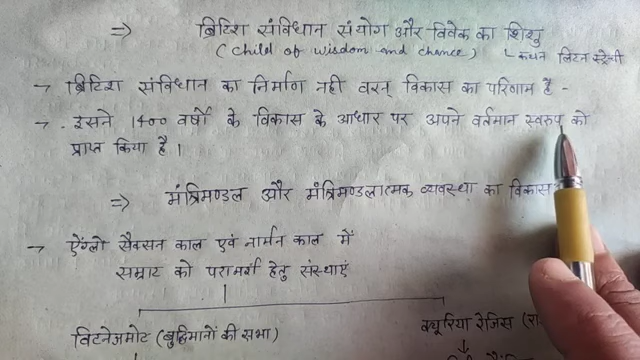 ⇒ ब्रिटिश संविधान संयोग और विवेक का शिशु
(Child of wisdom and chance) └ कथन लिटन स्ट्रैची
→ ब्रिटिश संविधान का निर्माण नही वरन् विकास का परिणाम है -
→ . इसने 1400 वर्षो के विकास के आधार पर अपने वर्तमान स्वरुप को
प्राप्त किया है।
⇒ मंत्रिमण्डल और मंत्रिमण्डलात्मक व्यवस्था का विकास
→ ऐंग्लो सैक्सन काल एवं नार्मन काल में
सम्राट को परामर्श हेतु संस्थाएं
विटनेजमोट (बुद्धिमानों की सभा) क्यूरिया रेजिस